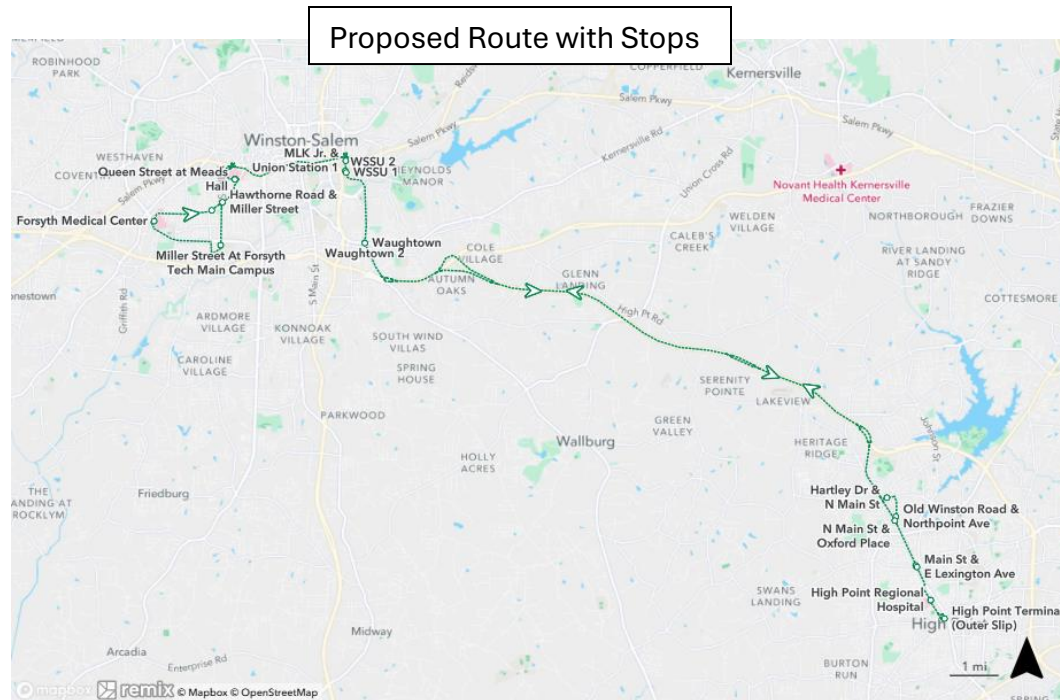 Proposed Route with Stops
ROBINHOOD
PARK
COPPERFIELD
Kernersville
Salem Pkwy
Salem Pkwy
Salem Pkwy
Kernersville Rd
Union Cross Rd
Winston-Salem
WESTHAVEN
Salem Pkwy
MLK Jr. &
Union Station 1
WSSU 2
WSSU 1
Queen Street at Meads
Hall
Hawthorne Road &
Miller Street
Forsyth Medical Center
Miller Street At Forsyth
Tech Main Campus
Waughtown
Waughtown 2
Novant Health Kernersville
Medical Center
NORTHBOROUGH
FRAZIER
DOWNS
WELDEN
VILLAGE
CALEB'S
CREEK
RIVER LANDING
AT SANDY
RIDGE
COLE
VILLAGE
AUTUMN
OAKS
GLENN
LANDING
COTTESMORE
onestown
Griffith Rd
S Main St
High Pt Rd
ARDMORE
VILLAGE
KONNOAK
VILLAGE
SOUTH WIND
VILLAS
CAROLINE
VILLAGE
SPRING
HOUSE
SERENITY
POINTE
LAKEVIEW
PARKWOOD
GREEN
VALLEY
Johnson St
Wallburg
HERITAGE
RIDGE
HOLLY
ACRES
THE
ANDING AT
ROCKLYM
Friedburg
Hartley Dr &
N Main St
Old Winston Road &
Northpoint Ave
N Main St &
Oxford Place
Main St &
E Lexington Ave
SWANS
LANDING
High Point Regional
Hospital
High Point Termina
(Outer Slip)
High
Midway
Arcadia
Enterprise Rd
BURTON
RUN
1 mi
mapbox remix © Mapbox © OpenStreetMap